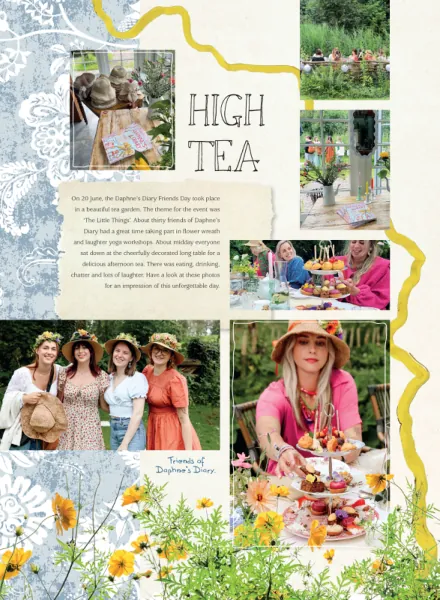 HIGH
TEA
On 20 June, the Daphne's Diary Friends Day took place
in a beautiful tea garden. The theme for the event was
'The Little Things'. About thirty friends of Daphne's
Diary had a great time taking part in flower wreath
and laughter yoga workshops. About midday everyone
sat down at the cheerfully decorated long table for a
delicious afternoon tea. There was eating, drinking,
chatter and lots of laughter. Have a look at these photos
for an impression of this unforgettable day.
Friends of
Daphne's Diary.